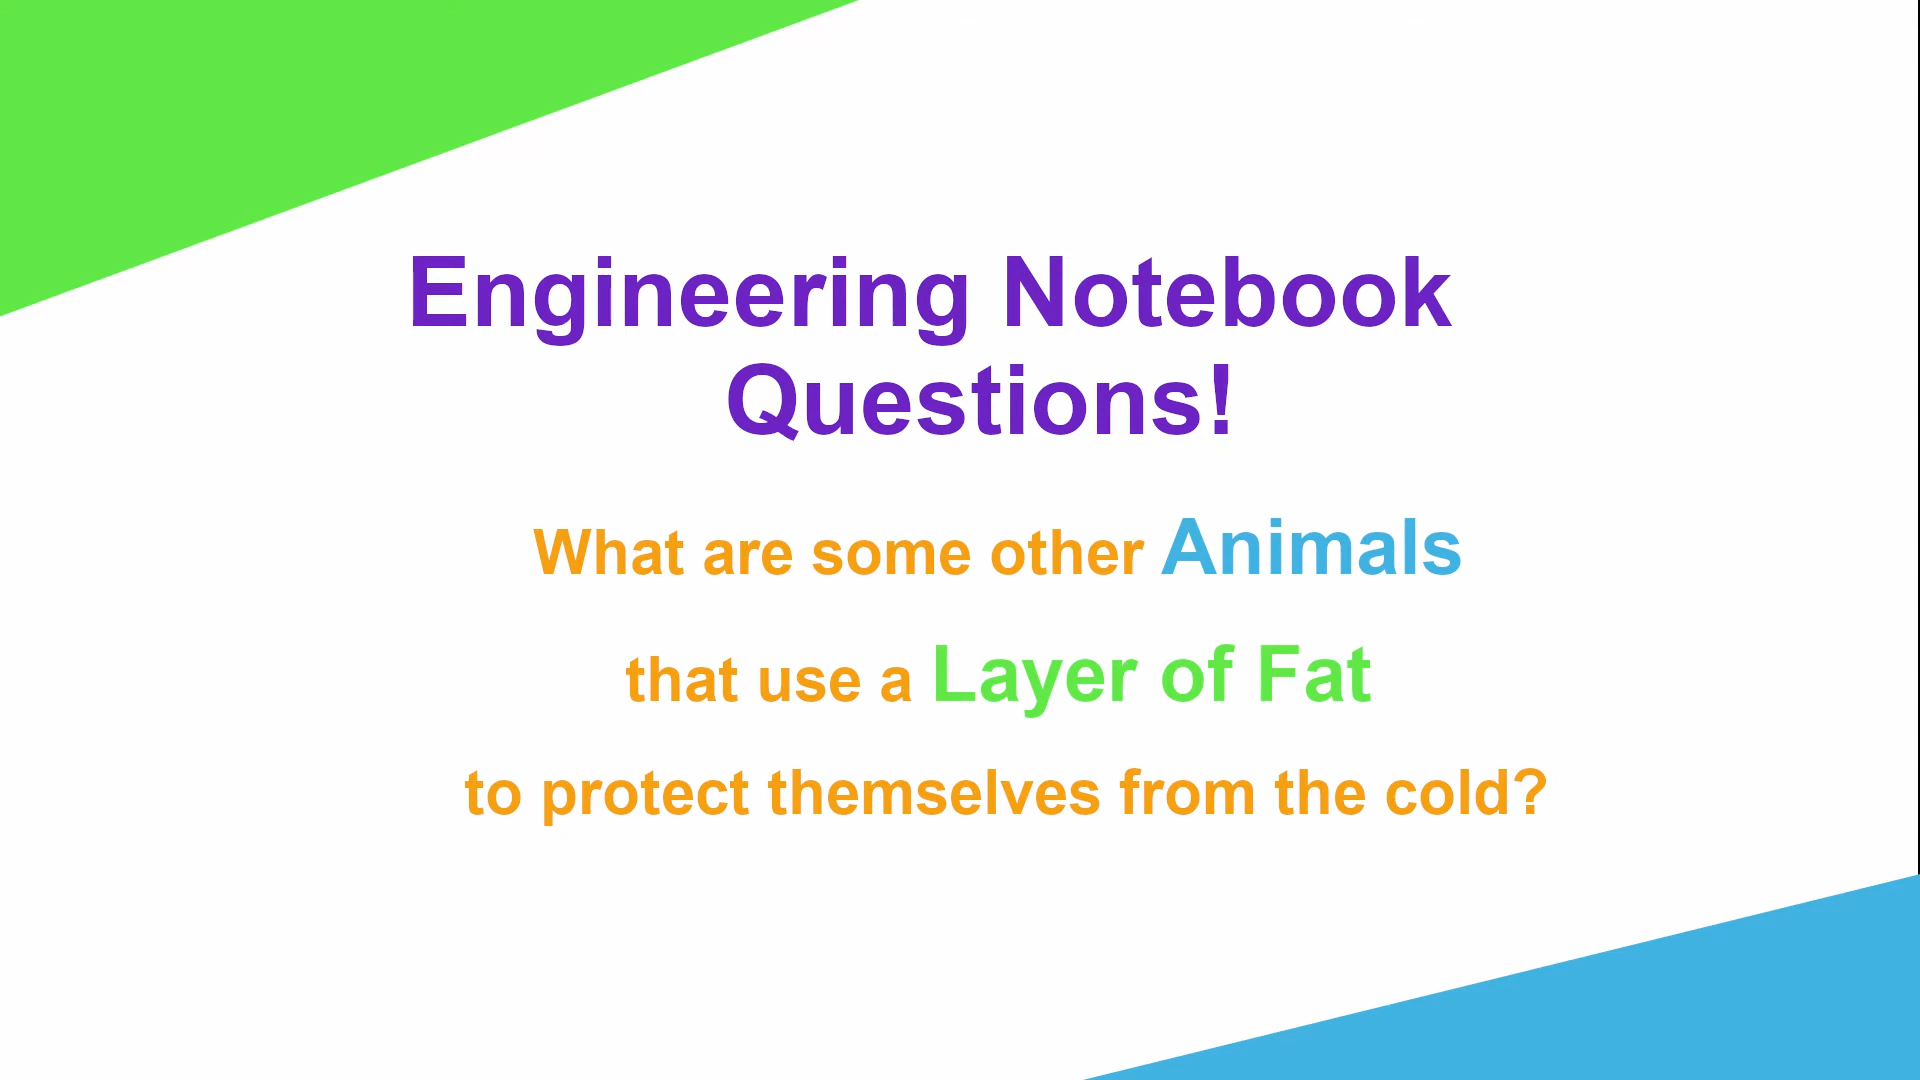 Engineering Notebook
Questions!
What are some other Animals
that use a Layer of Fat
to protect themselves from the cold?